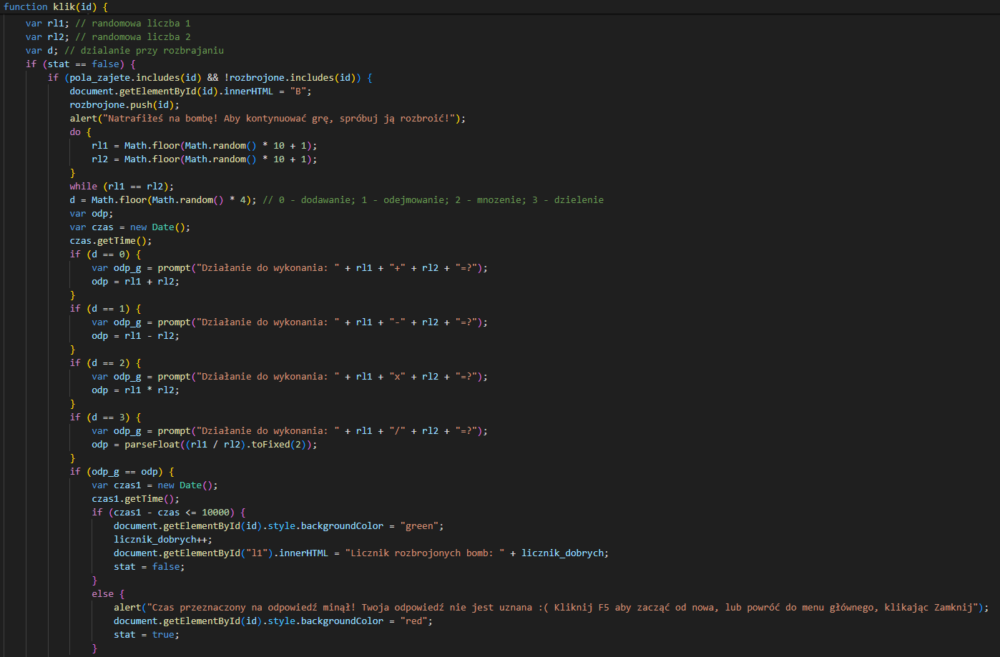 function klik(id) {
var rl1; // randomowa liczba 1
var rl2; // randomowa liczba 2
var d; // dzialanie przy rozbrajaniu
if (stat == false) {
if (pola_zajete.includes(id) && !rozbrojone.includes(id)) {
document.getElementById(id).innerHTML = "B";
rozbrojone.push(id);
alert("Natrafiłeś na bombę! Aby kontynuować grę, spróbuj ją rozbroić!");
do {
rl1 = Math.floor(Math.random() * 10 + 1);
rl2 = Math.floor(Math.random() * 10 + 1);
}
while (rl1 == rl2);
d = Math.floor(Math.random() * 4); // 0 - dodawanie; 1 - odejmowanie; 2 - mnozenie; 3 - dzielenie
var odp;
var czas = new Date();
czas.getTime();
if (d == 0) {
var odp_g = prompt("Działanie do wykonania: " + rl1 + "+" + rl2 + "=?");
odp = rl1 + rl2;
}
if (d == 1) {
var odp_g = prompt("Działanie do wykonania: " + rl1 + "-" + rl2 + "=?");
odp = rl1 - rl2;
}
if (d == 2) {
var odp_g = prompt("Działanie do wykonania: " + rl1 + "x" + rl2 + "=?");
odp = rl1 * rl2;
}
if (d == 3) {
var odp_g = prompt("Działanie do wykonania: " + rl1 + "/" + rl2 + "=?");
odp = parseFloat((rl1 / rl2).toFixed(2));
}
if (odp_g == odp) {
var czas1 = new Date();
czas1.getTime();
if (czas1 - czas <= 10000) {
document.getElementById(id).style.backgroundColor = "green";
licznik_dobrych++;
document.getElementById("l1").innerHTML = "Licznik rozbrojonych bomb: " + licznik_dobrych;
stat = false;
}
else {
alert("Czas przeznaczony na odpowiedź minął! Twoja odpowiedź nie jest uznana :( Kliknij F5 aby zacząć od nowa, lub powróć do menu głównego, klikając Zamknij");
document.getElementById(id).style.backgroundColor = "red";
stat = true;
}